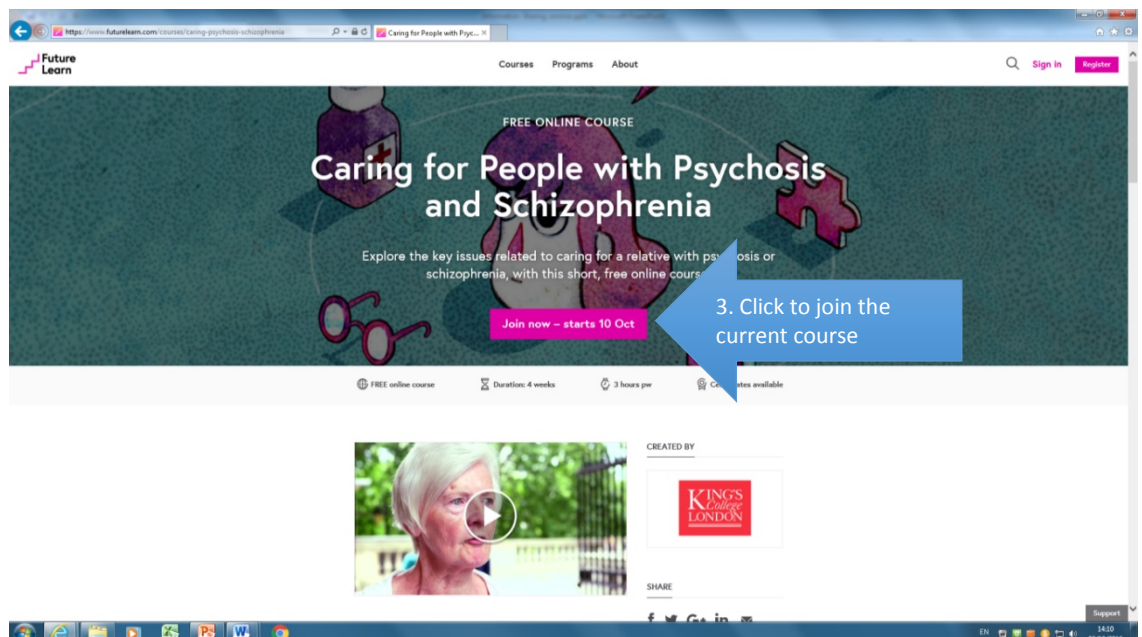 https://www.futurelearn.com/courses/caring-psychosis-schizophrenia
Caring for People with Psyc...
Future
Learn
Courses Programs About
Sign in Register
FREE ONLINE COURSE
Caring for People with Psychosis
and Schizophrenia
Explore the key issues related to caring for a relative with psychosis or
schizophrenia, with this short, free online
Join now – starts 10 Oct
3. Click to join the
current course
FREE online course Duration: 4 weeks 3 hours pw available
CREATED BY
KING'S
College
LONDON
SHARE
f G+ in
Support
EN 14:10